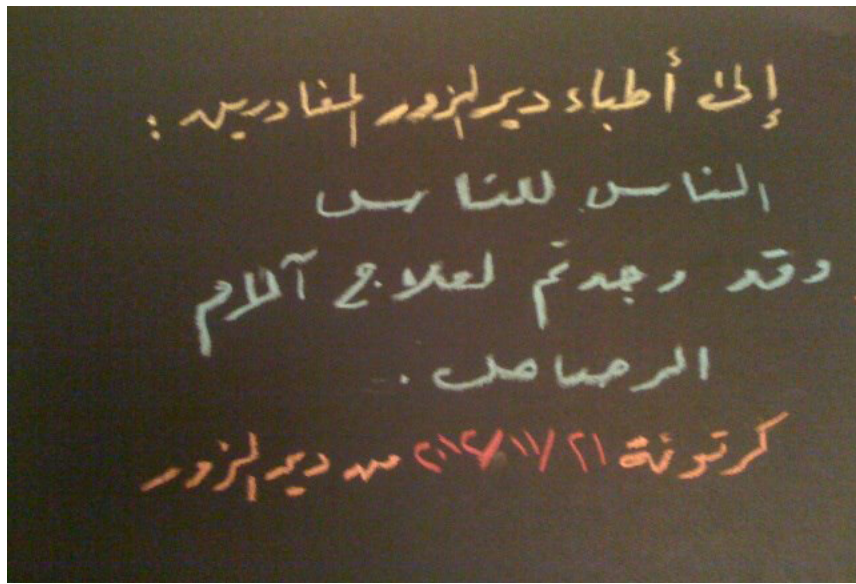 إلى أطباء دير الزور المغادرين :
الناس للناس
وقد وجدتم لعلاج آلام
الرصاص .
كرتونة ٢٠١٢/١١/٢١ من دير الزور